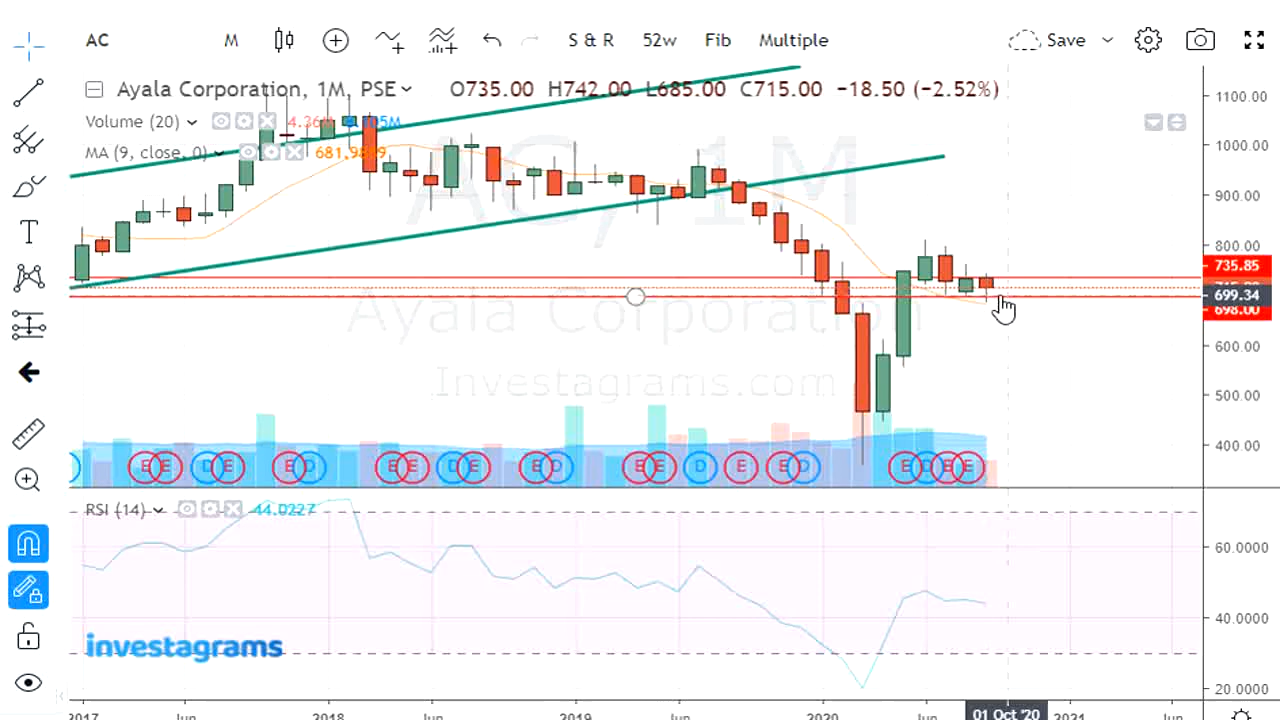 AC M S & R 52w Fib Multiple Save
Ayala Corporation, 1M, PSE O735.00 H742.00 L685.00 C715.00 −18.50 (−2.52%)
Volume (20)
MA (9, close, 0)
AC, 1M
Ayala Corporation
Investagrams.com
1100.00
1000.00
900.00
800.00
735.85
699.34
698.00
600.00
500.00
400.00
E E D E E D E E D E E D E E D E E D E D E E
RSI (14) 44.0227
60.0000
40.0000
20.0000
investagrams
2017 Jun 2018 Jun 2019 Jun 2020 Jun 01 Oct '20 2021 Jun